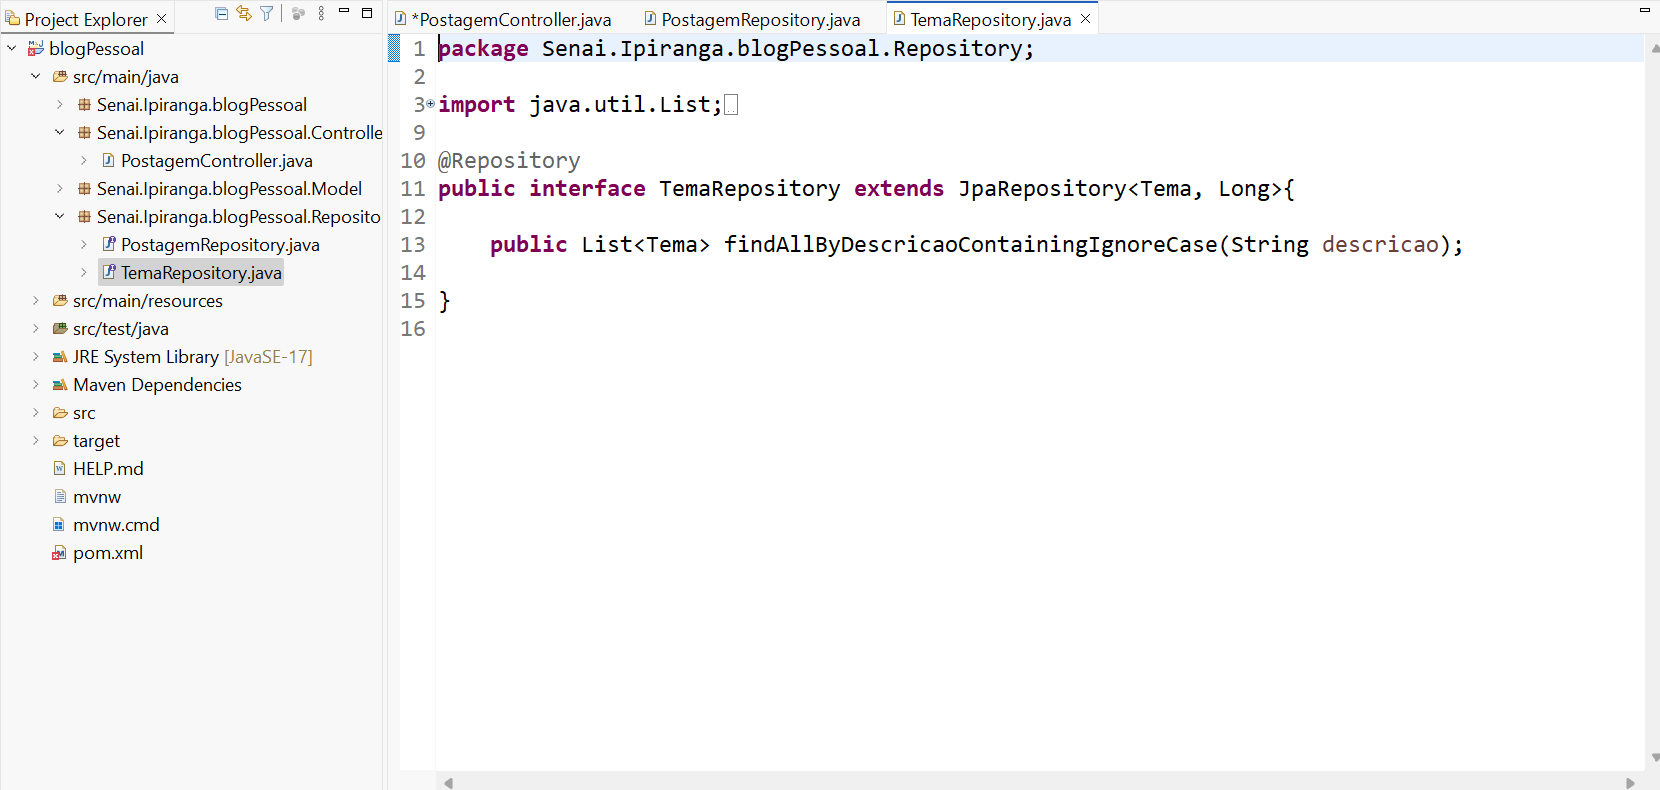 Project Explorer
blogPessoal
src/main/java
Senai.Ipiranga.blogPessoal
Senai.Ipiranga.blogPessoal.Controlle
PostagemController.java
Senai.Ipiranga.blogPessoal.Model
Senai.Ipiranga.blogPessoal.Reposito
PostagemRepository.java
TemaRepository.java
src/main/resources
src/test/java
JRE System Library [JavaSE-17]
Maven Dependencies
src
target
HELP.md
mvnw
mvnw.cmd
pom.xml
*PostagemController.java PostagemRepository.java TemaRepository.java
1 package Senai.Ipiranga.blogPessoal.Repository;
2
3 import java.util.List;
9
10 @Repository
11 public interface TemaRepository extends JpaRepository<Tema, Long>{
12
13 public List<Tema> findAllByDescricaoContainingIgnoreCase(String descricao);
14
15 }
16